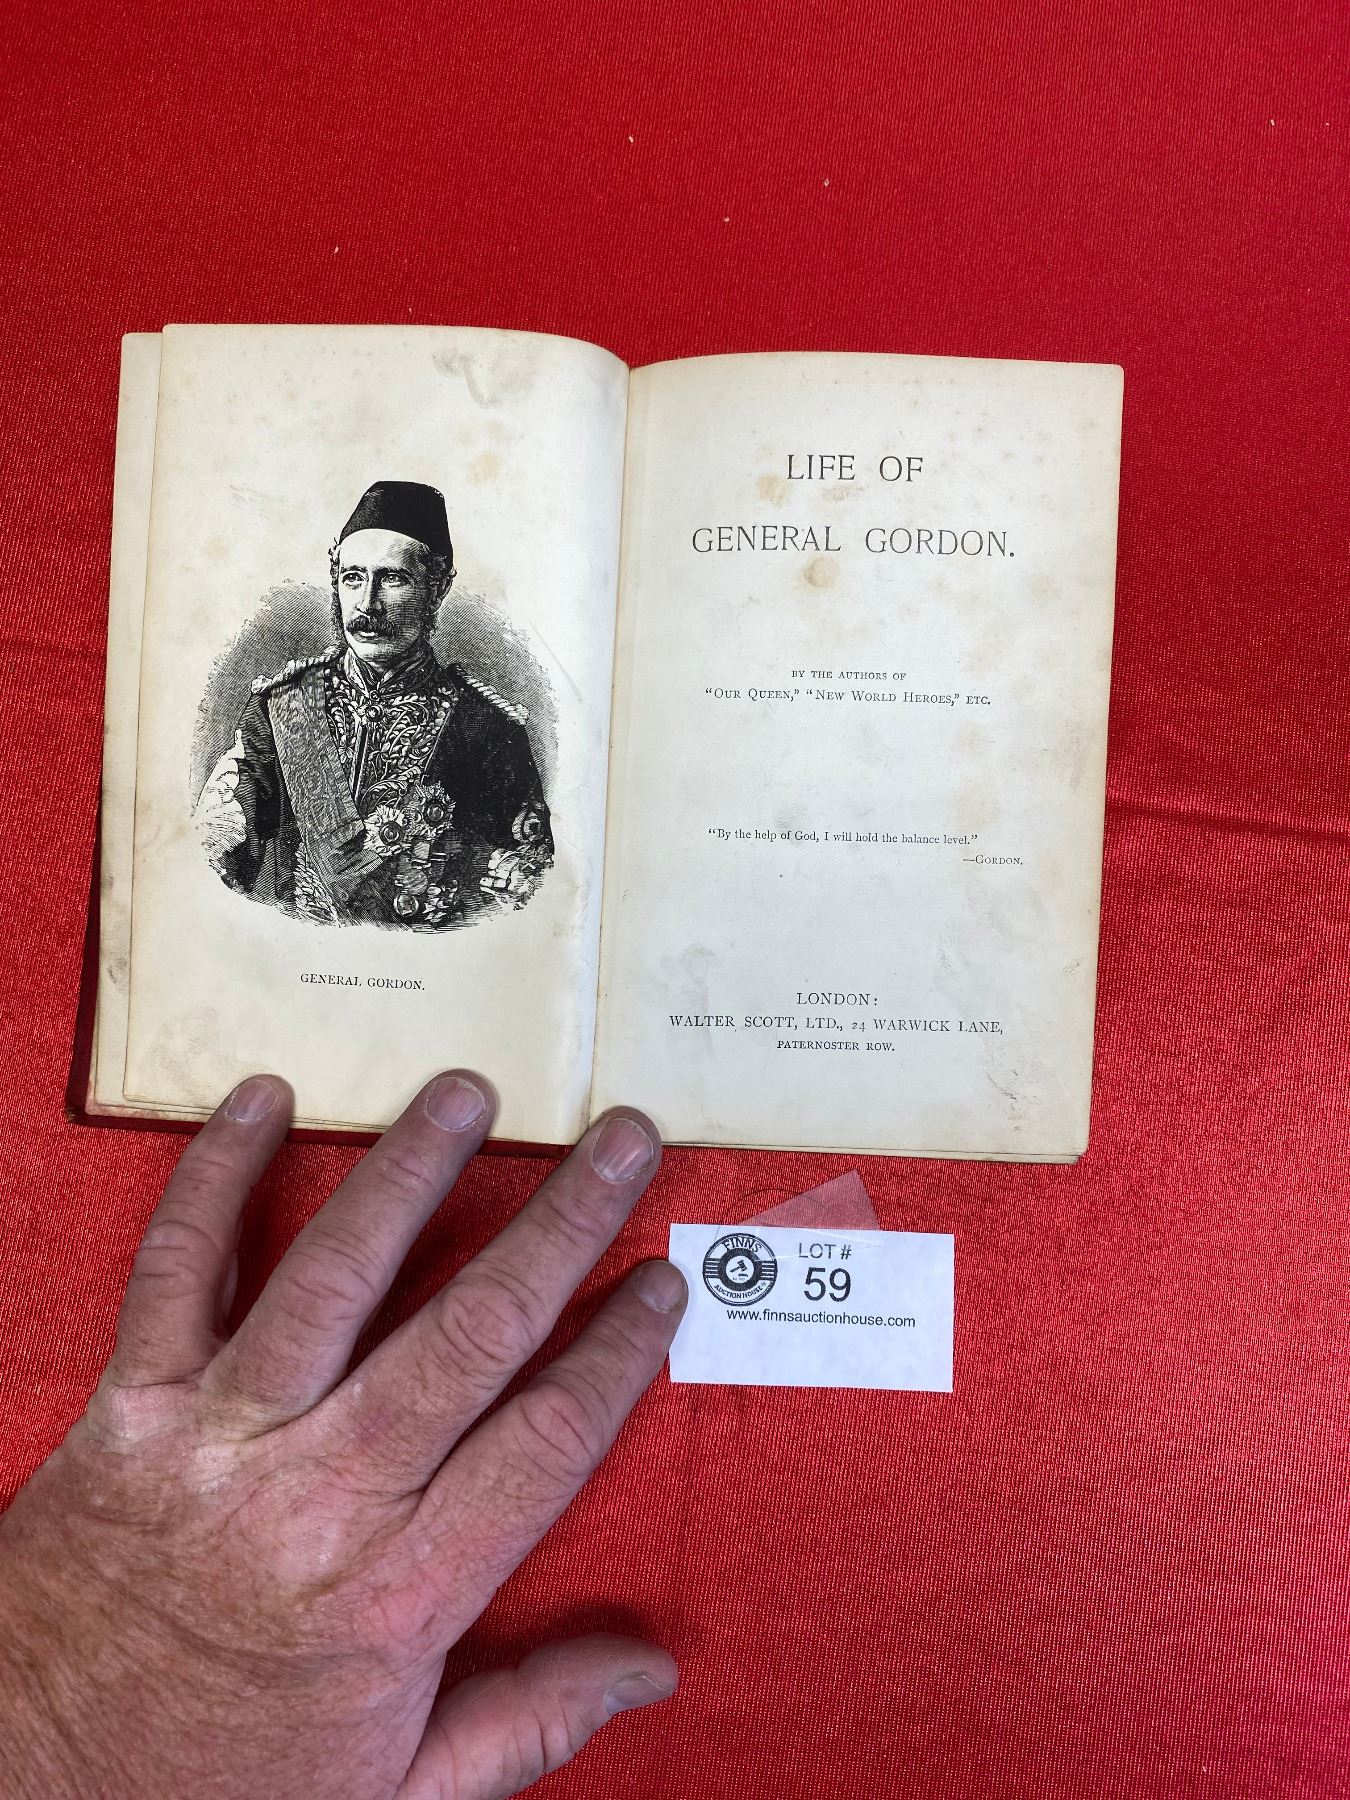 GENERAL GORDON.
LIFE OF
GENERAL GORDON.
BY THE AUTHORS OF
"OUR QUEEN," "NEW WORLD HEROES," ETC.
"By the help of God, I will hold the balance level."
—GORDON.
LONDON:
WALTER SCOTT, LTD., 24 WARWICK LANE,
PATERNOSTER ROW.
FINNS
AUCTION HOUSE
LOT #
59
www.finnsauctionhouse.com